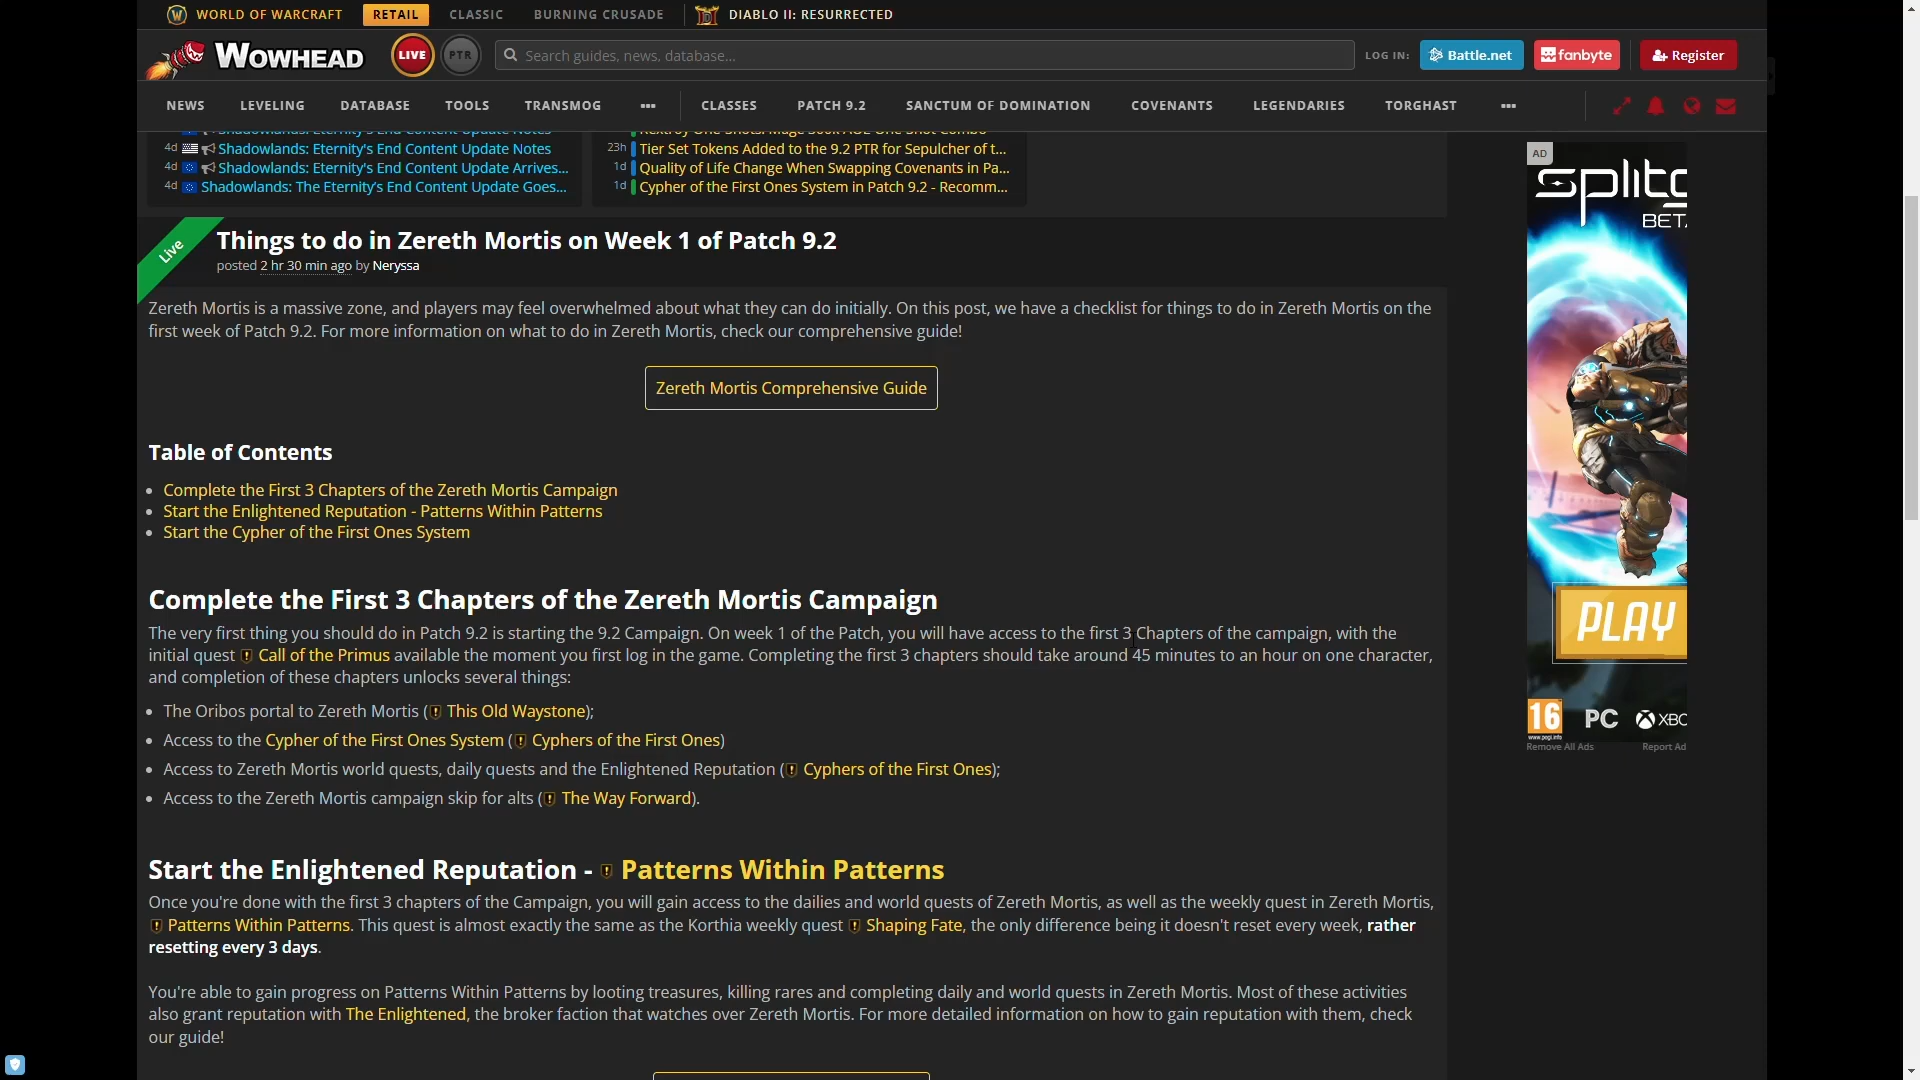 WORLD OF WARCRAFT RETAIL CLASSIC BURNING CRUSADE DIABLO II: RESURRECTED
WOWHEAD LIVE PTR Search guides, news, database... LOG IN: Battle.net fanbyte Register
NEWS LEVELING DATABASE TOOLS TRANSMOG ••• CLASSES PATCH 9.2 SANCTUM OF DOMINATION COVENANTS LEGENDARIES TORGHAST •••
Shadowlands: Eternity's End Content Update Notes
4d Shadowlands: Eternity's End Content Update Notes
4d Shadowlands: Eternity's End Content Update Arrives...
4d Shadowlands: The Eternity's End Content Update Goes...
23h Tier Set Tokens Added to the 9.2 PTR for Sepulcher of t...
1d Quality of Life Change When Swapping Covenants in Pa...
1d Cypher of the First Ones System in Patch 9.2 - Recomm...
Live
Things to do in Zereth Mortis on Week 1 of Patch 9.2
posted 2 hr 30 min ago by Neryssa
Zereth Mortis is a massive zone, and players may feel overwhelmed about what they can do initially. On this post, we have a checklist for things to do in Zereth Mortis on the
first week of Patch 9.2. For more information on what to do in Zereth Mortis, check our comprehensive guide!
Zereth Mortis Comprehensive Guide
Table of Contents
• Complete the First 3 Chapters of the Zereth Mortis Campaign
• Start the Enlightened Reputation - Patterns Within Patterns
• Start the Cypher of the First Ones System
Complete the First 3 Chapters of the Zereth Mortis Campaign
The very first thing you should do in Patch 9.2 is starting the 9.2 Campaign. On week 1 of the Patch, you will have access to the first 3 Chapters of the campaign, with the
initial quest Call of the Primus available the moment you first log in the game. Completing the first 3 chapters should take around 45 minutes to an hour on one character,
and completion of these chapters unlocks several things:
• The Oribos portal to Zereth Mortis ( This Old Waystone);
• Access to the Cypher of the First Ones System ( Cyphers of the First Ones)
• Access to Zereth Mortis world quests, daily quests and the Enlightened Reputation ( Cyphers of the First Ones);
• Access to the Zereth Mortis campaign skip for alts ( The Way Forward).
Start the Enlightened Reputation - Patterns Within Patterns
Once you're done with the first 3 chapters of the Campaign, you will gain access to the dailies and world quests of Zereth Mortis, as well as the weekly quest in Zereth Mortis,
Patterns Within Patterns. This quest is almost exactly the same as the Korthia weekly quest Shaping Fate, the only difference being it doesn't reset every week, rather
resetting every 3 days.
You're able to gain progress on Patterns Within Patterns by looting treasures, killing rares and completing daily and world quests in Zereth Mortis. Most of these activities
also grant reputation with The Enlightened, the broker faction that watches over Zereth Mortis. For more detailed information on how to gain reputation with them, check
our guide!
AD
splitg
BETA
PLAY
16 PC XBO
www.pegi.info
Remove All Ads Report Ad